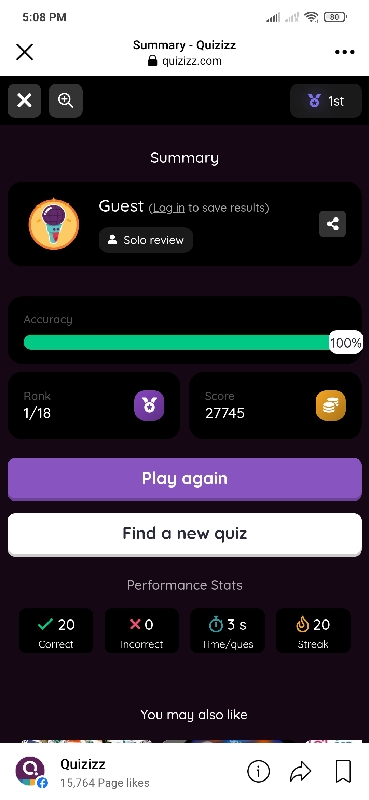 5:08 PM
80
Summary - Quizizz
quizizz.com
1st
Summary
Guest (Log in to save results)
Solo review
Accuracy
100%
Rank
1/18
Score
27745
Play again
Find a new quiz
Performance Stats
20
Correct
0
Incorrect
3 s
Time/ques
20
Streak
You may also like
Quizizz
15,764 Page likes